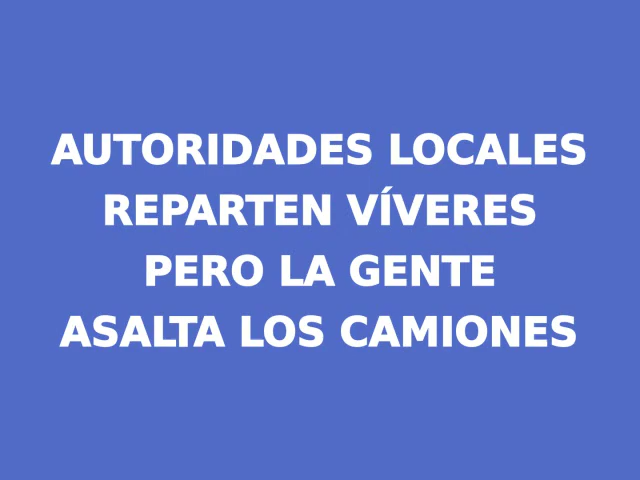 AUTORIDADES LOCALES
REPARTEN VÍVERES
PERO LA GENTE
ASALTA LOS CAMIONES